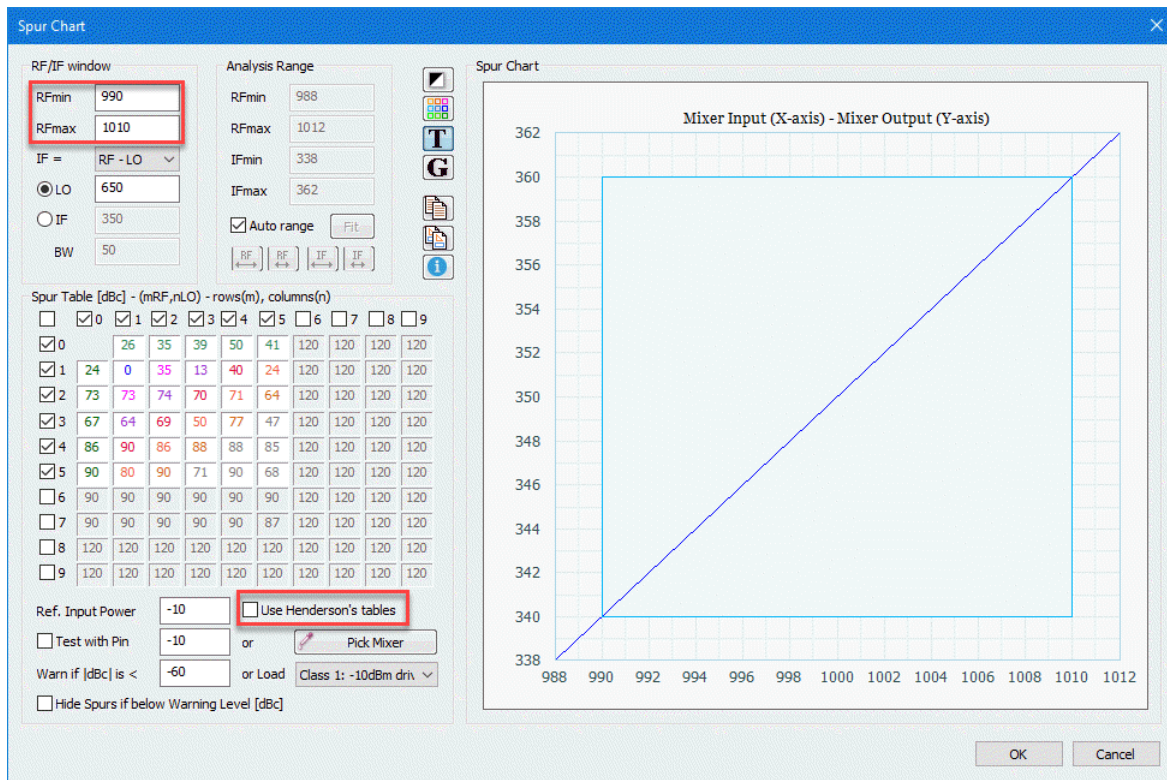 Spur Chart
RF/IF window
RFmin 990
RFmax 1010
IF = RF - LO
LO 650
IF 350
BW 50
Analysis Range
RFmin 988
RFmax 1012
IFmin 338
IFmax 362
Auto range Fit
RF RF IF IF
T
G
i
Spur Table [dBc] - (mRF,nLO) - rows(m), columns(n)
0 1 2 3 4 5 6 7 8 9
0 26 35 39 50 41 120 120 120 120
1 24 0 35 13 40 24 120 120 120 120
2 73 73 74 70 71 64 120 120 120 120
3 67 64 69 50 77 47 120 120 120 120
4 86 90 86 88 88 85 120 120 120 120
5 90 80 90 71 90 68 120 120 120 120
6 90 90 90 90 90 90 120 120 120 120
7 90 90 90 90 90 87 120 120 120 120
8 120 120 120 120 120 120 120 120 120 120
9 120 120 120 120 120 120 120 120 120 120
Ref. Input Power -10 Use Henderson's tables
Test with Pin -10 or Pick Mixer
Warn if |dBc| is < -60 or Load Class 1: -10dBm driv
Hide Spurs if below Warning Level [dBc]
Spur Chart
Mixer Input (X-axis) - Mixer Output (Y-axis)
362
360
358
356
354
352
350
348
346
344
342
340
338
988 990 992 994 996 998 1000 1002 1004 1006 1008 1010 1012
OK Cancel